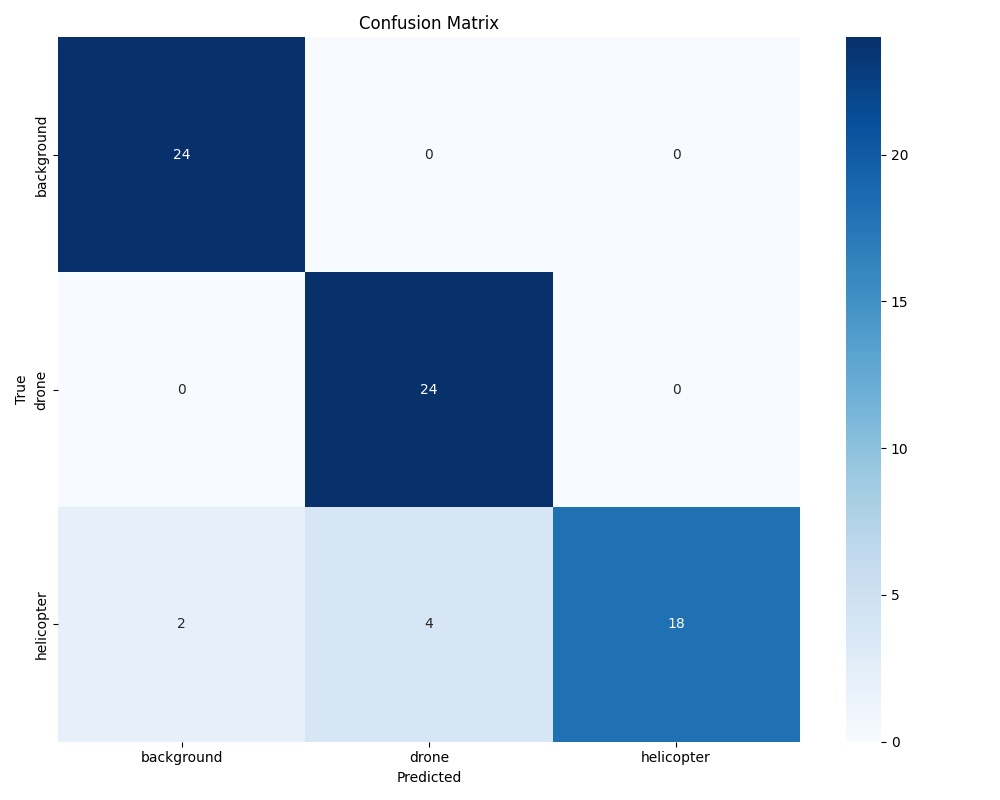 Confusion Matrix
background
24
0
0
20
15
True
drone
0
24
0
10
5
helicopter
2
4
18
0
background
drone
helicopter
Predicted